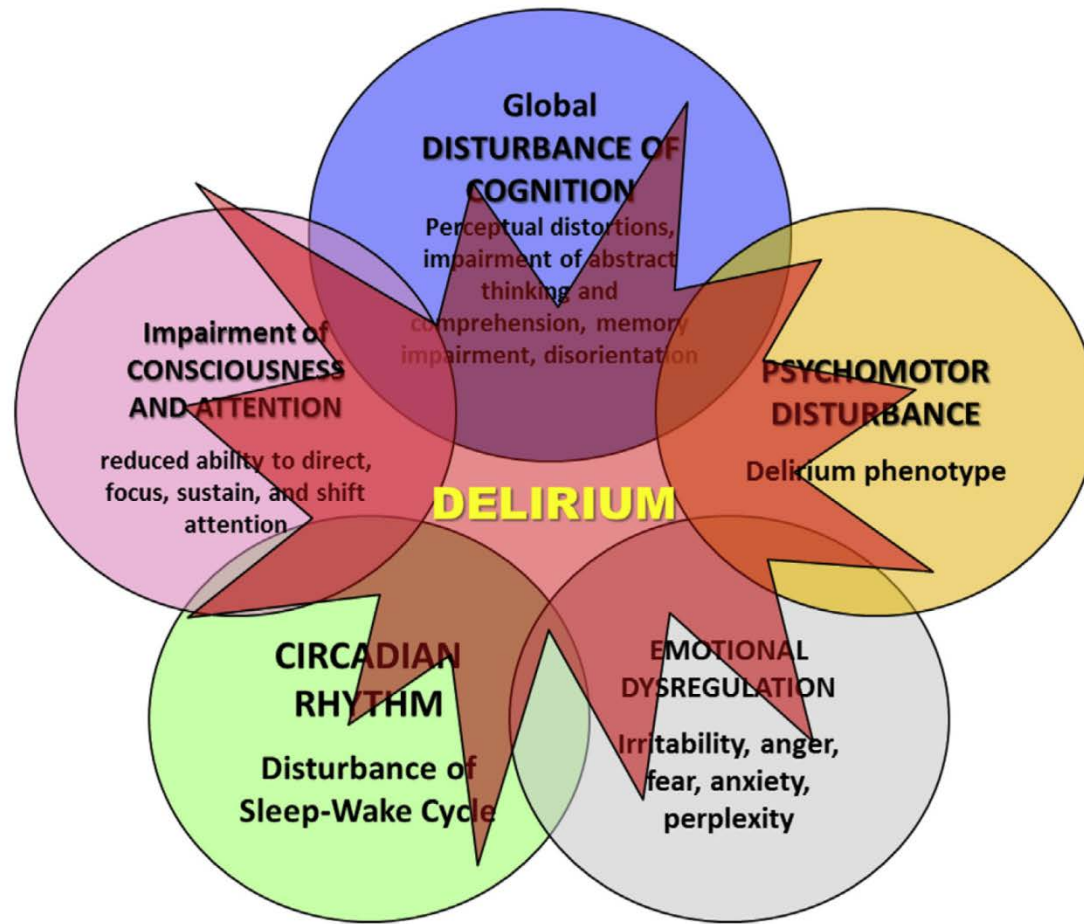 Global
DISTURBANCE OF
COGNITION
Perceptual distortions,
impairment of abstract
thinking and
comprehension, memory
impairment, disorientation
Impairment of
CONSCIOUSNESS
AND ATTENTION
reduced ability to direct,
focus, sustain, and shift
attention
PSYCHOMOTOR
DISTURBANCE
Delirium phenotype
DELIRIUM
CIRCADIAN
RHYTHM
Disturbance of
Sleep-Wake Cycle
EMOTIONAL
DYSREGULATION
Irritability, anger,
fear, anxiety,
perplexity